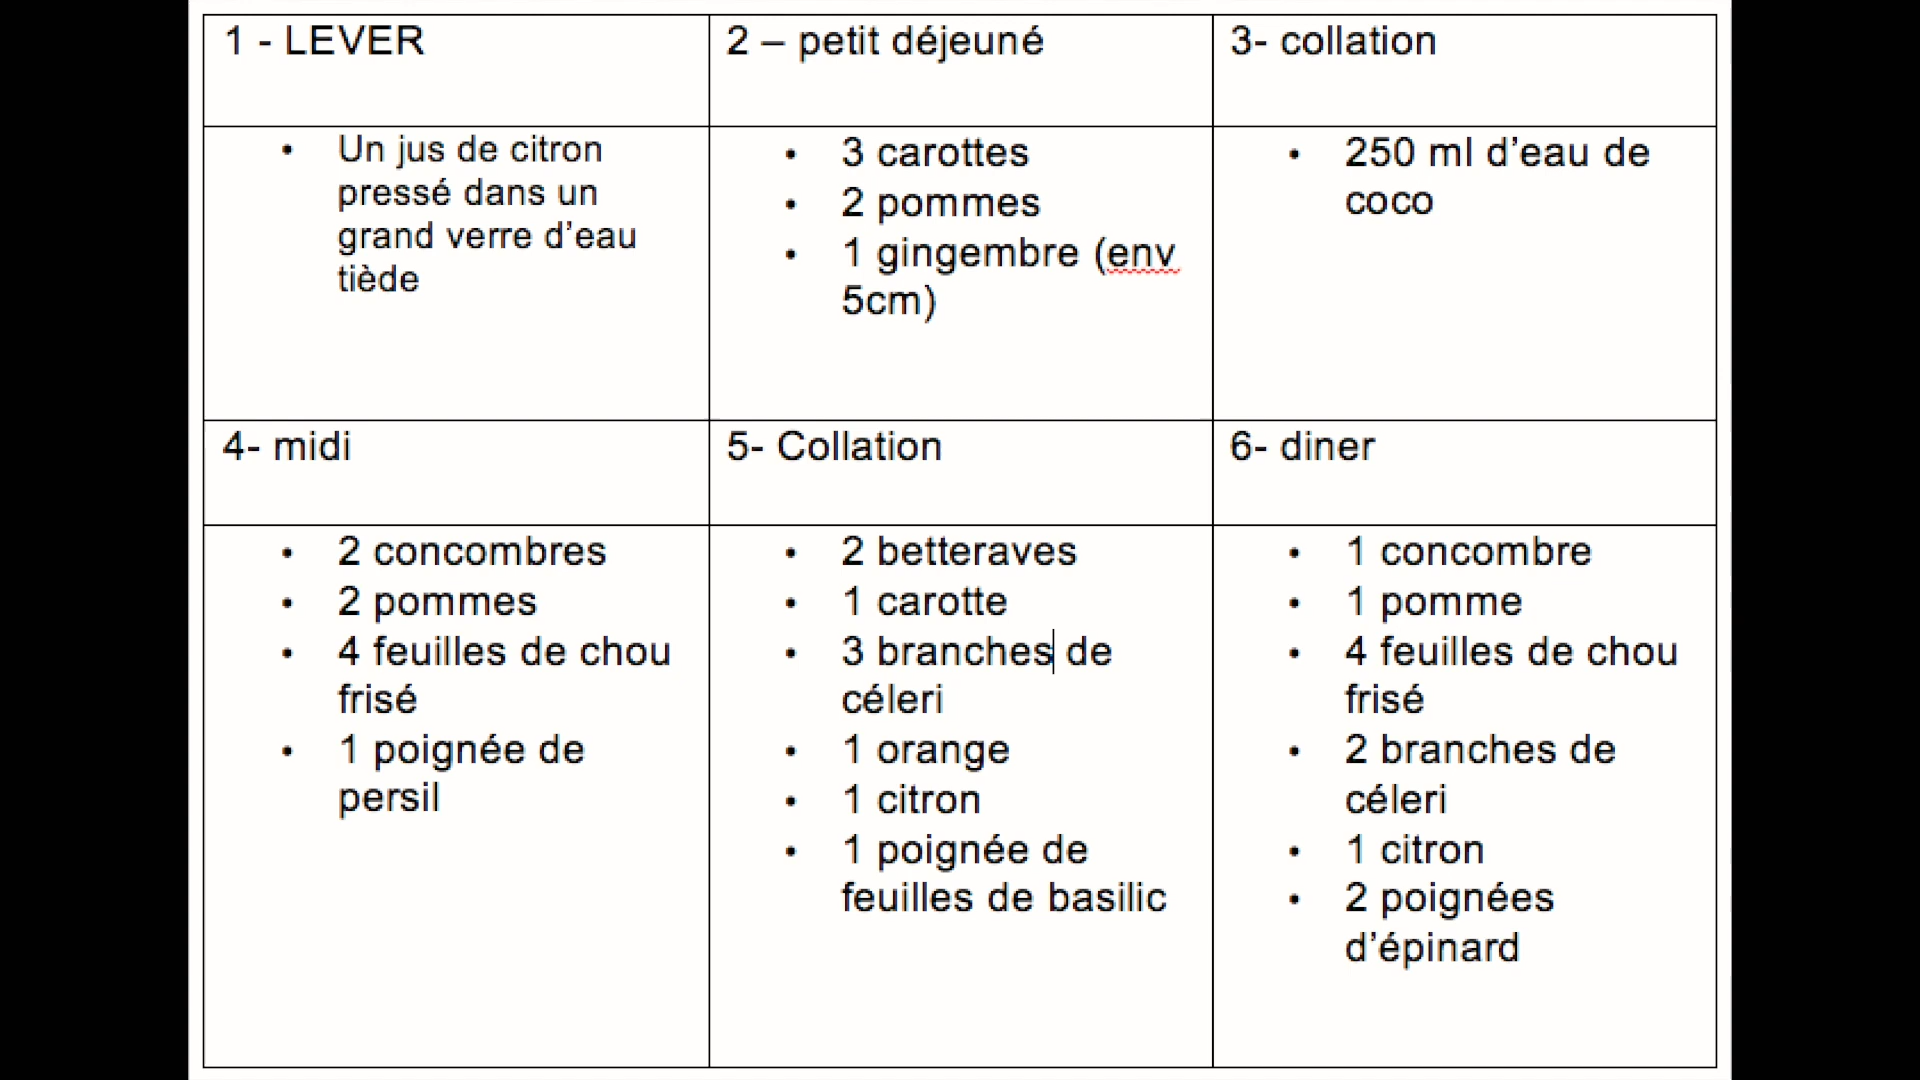 1 - LEVER
2 – petit déjeuné
3- collation
• Un jus de citron
pressé dans un
grand verre d’eau
tiède
• 3 carottes
• 2 pommes
• 1 gingembre (env
5cm)
• 250 ml d’eau de
coco
4- midi
5- Collation
6- diner
• 2 concombres
• 2 pommes
• 4 feuilles de chou
frisé
• 1 poignée de
persil
• 2 betteraves
• 1 carotte
• 3 branches de
céleri
• 1 orange
• 1 citron
• 1 poignée de
feuilles de basilic
• 1 concombre
• 1 pomme
• 4 feuilles de chou
frisé
• 2 branches de
céleri
• 1 citron
• 2 poignées
d’épinard